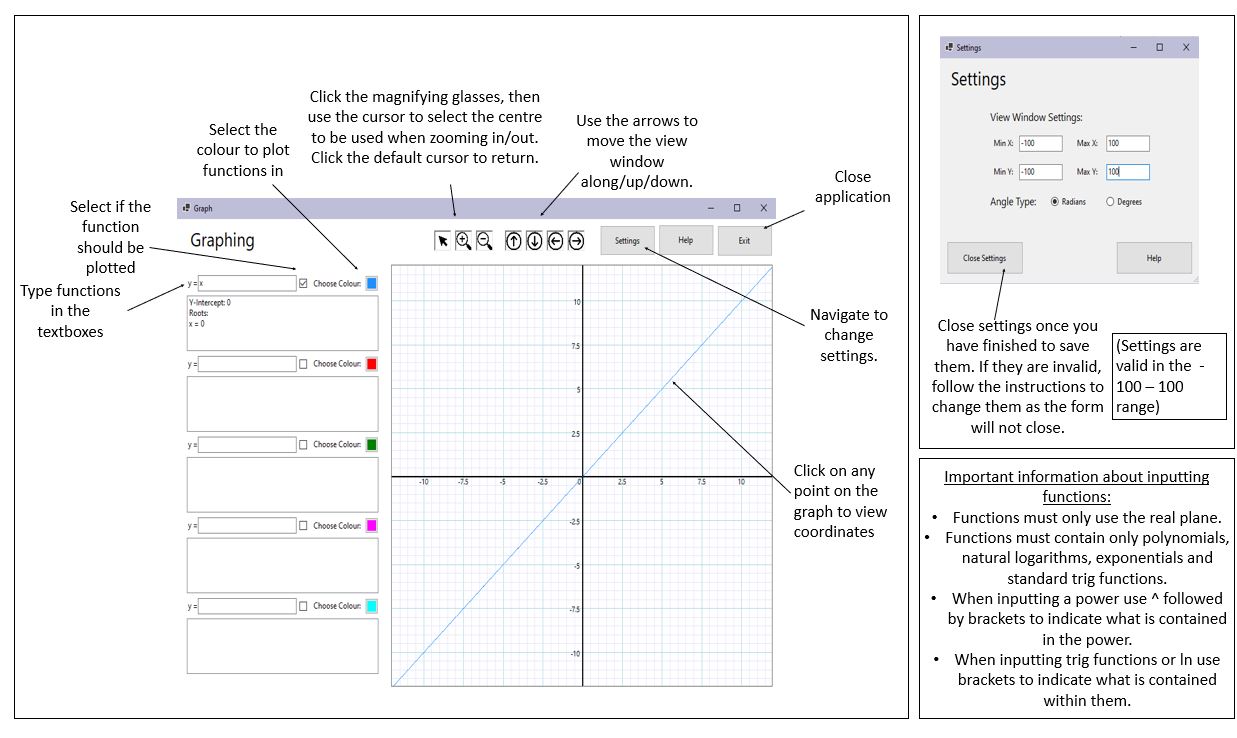 Click the magnifying glasses, then
use the cursor to select the centre
to be used when zooming in/out.
Click the default cursor to return.
Select the
colour to plot
functions in
Use the arrows to
move the view
window
along/up/down.
Close
application
Select if the
function
should be
plotted
Type functions
in the
textboxes
Navigate to
change
settings.
Click on any
point on the
graph to view
coordinates
Graph
Graphing
Settings
Help
Exit
y = x
Choose Colour:
Y-Intercept: 0
Roots:
x = 0
y =
Choose Colour:
y =
Choose Colour:
y =
Choose Colour:
y =
Choose Colour:
10
7.5
5
2.5
-10
-7.5
-5
-2.5
0
2.5
5
7.5
10
-2.5
-5
-7.5
-10
Settings
Settings
View Window Settings:
Min X: -100 Max X: 100
Min Y: -100 Max Y: 100
Angle Type: Radians Degrees
Close Settings
Help
Close settings once you
have finished to save
them. If they are invalid,
follow the instructions to
change them as the form
will not close.
(Settings are
valid in the -
100 – 100
range)
Important information about inputting
functions:
• Functions must only use the real plane.
• Functions must contain only polynomials,
natural logarithms, exponentials and
standard trig functions.
• When inputting a power use ^ followed
by brackets to indicate what is contained
in the power.
• When inputting trig functions or ln use
brackets to indicate what is contained
within them.